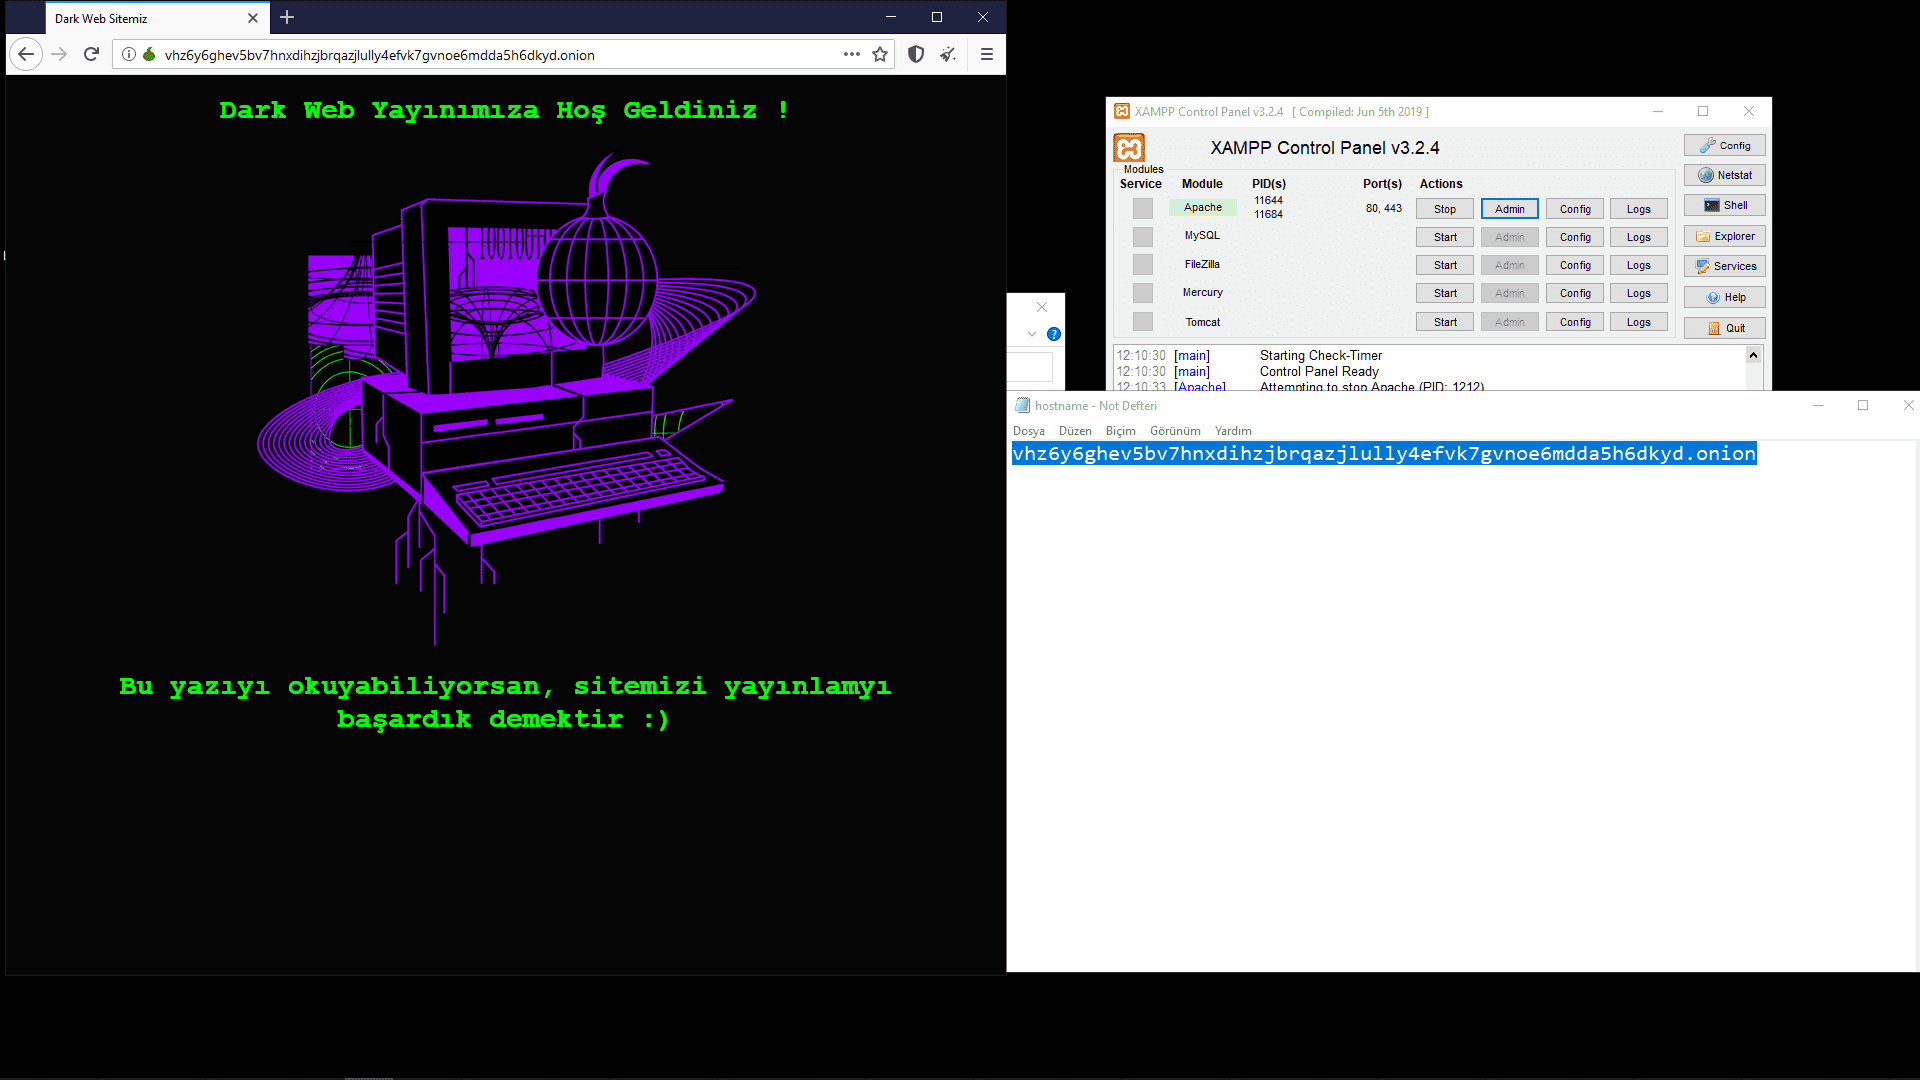 Dark Web Sitemiz
vhz6y6ghev5bv7hnxdihzjbrqazjlully4efvk7gvnoe6mdda5h6dkyd.onion
Dark Web Yayınımıza Hoş Geldiniz !
Bu yazıyı okuyabiliyorsan, sitemizi yayınlamyı
başardık demektir :)
XAMPP Control Panel v3.2.4 [ Compiled: Jun 5th 2019 ]
XAMPP Control Panel v3.2.4
Modules
Service Module PID(s) Port(s) Actions
Apache 11644 11684 80, 443 Stop Admin Config Logs
MySQL Start Admin Config Logs
FileZilla Start Admin Config Logs
Mercury Start Admin Config Logs
Tomcat Start Admin Config Logs
Config
Netstat
Shell
Explorer
Services
Help
Quit
12:10:30 [main] Starting Check-Timer
12:10:30 [main] Control Panel Ready
12:10:33 [Apache] Attempting to stop Apache (PID: 1212)
hostname - Not Defteri
Dosya Düzen Biçim Görünüm Yardım
vhz6y6ghev5bv7hnxdihzjbrqazjlully4efvk7gvnoe6mdda5h6dkyd.onion